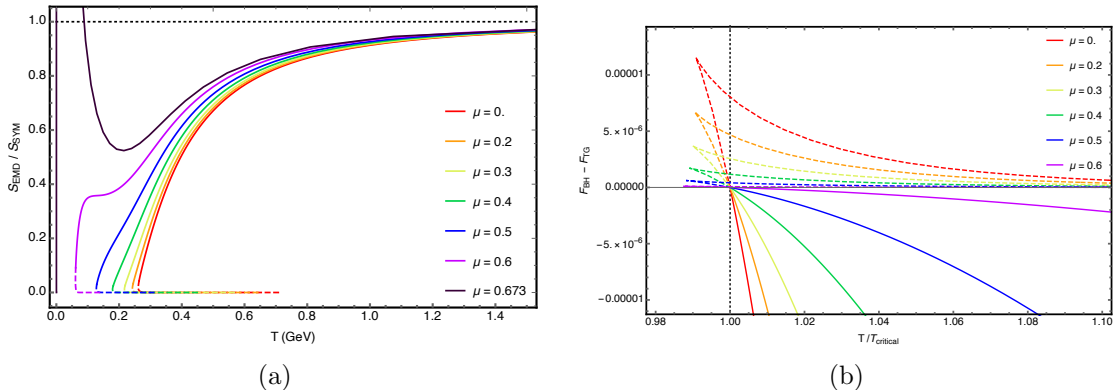 S_EMD / S_SYM
1.0
0.8
0.6
0.4
0.2
0.0
0.0 0.2 0.4 0.6 0.8 1.0 1.2 1.4
T (GeV)
μ = 0.
μ = 0.2
μ = 0.3
μ = 0.4
μ = 0.5
μ = 0.6
μ = 0.673
(a)
F_BH − F_TG
0.00001
5.×10⁻⁶
0.00000
−5.×10⁻⁶
−0.00001
0.98 1.00 1.02 1.04 1.06 1.08 1.10
T/T_critical
μ = 0.
μ = 0.2
μ = 0.3
μ = 0.4
μ = 0.5
μ = 0.6
(b)